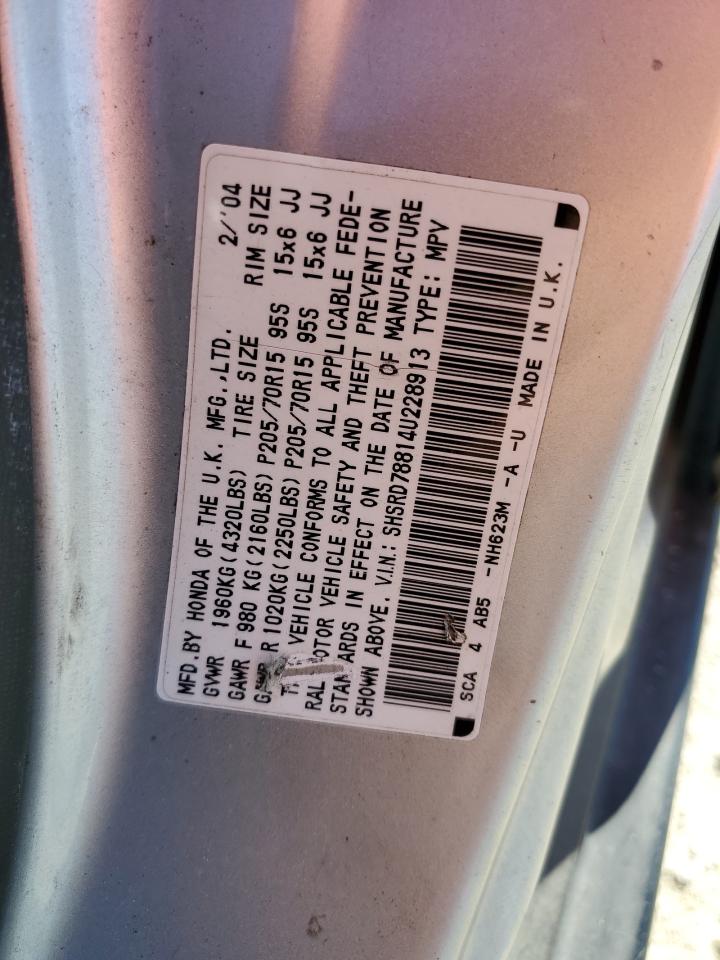 MFD.BY HONDA OF THE U.K. MFG.,LTD. 2/'04
GVWR 1960KG(4320LBS) TIRE SIZE RIM SIZE
GAWR F 980 KG(2160LBS) P205/70R15 95S 15x6 JJ
GAWR R 1020KG(2250LBS) P205/70R15 95S 15x6 JJ
VEHICLE CONFORMS TO ALL APPLICABLE FEDE-
RAL MOTOR VEHICLE SAFETY AND THEFT PREVENTION
STANDARDS IN EFFECT ON THE DATE OF MANUFACTURE
SHOWN ABOVE. V.I.N.: SHSRD78814U228913 TYPE: MPV
SCA 4 AB5 -NH623M -A -U MADE IN U.K.